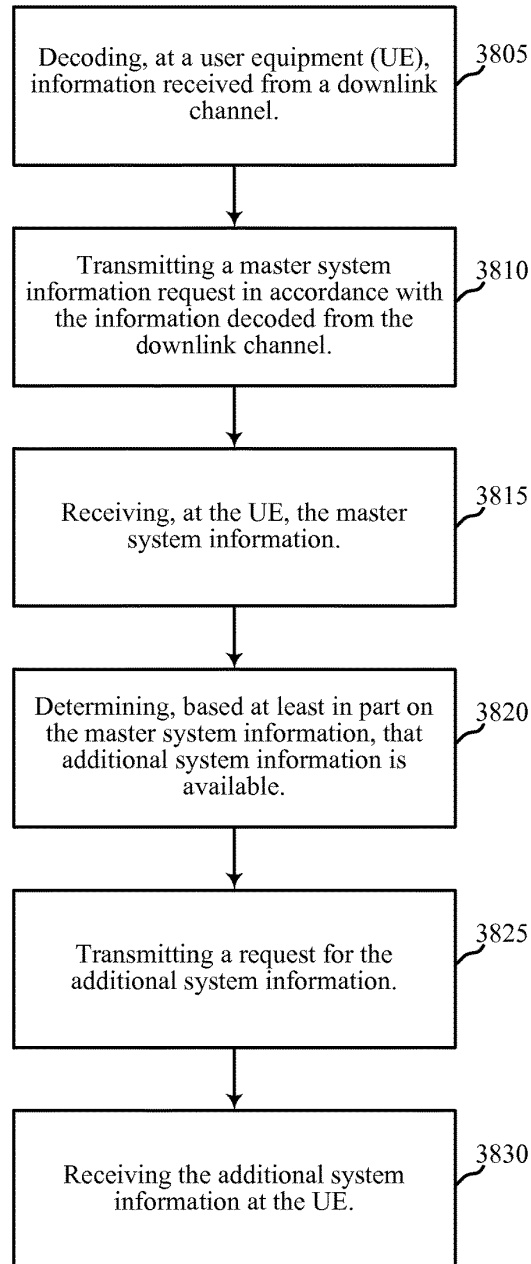 Decoding, at a user equipment (UE),
information received from a downlink
channel.
3805
Transmitting a master system
information request in accordance with
the information decoded from the
downlink channel.
3810
Receiving, at the UE, the master
system information.
3815
Determining, based at least in part on
the master system information, that
additional system information is
available.
3820
Transmitting a request for the
additional system information.
3825
Receiving the additional system
information at the UE.
3830